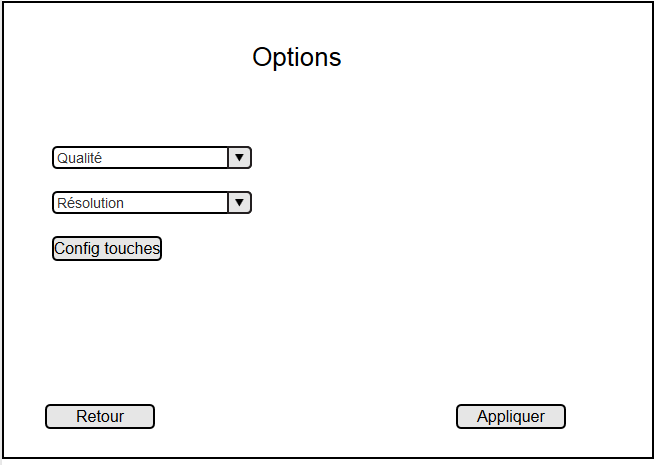 Options
Qualité
Résolution
Config touches
Retour
Appliquer